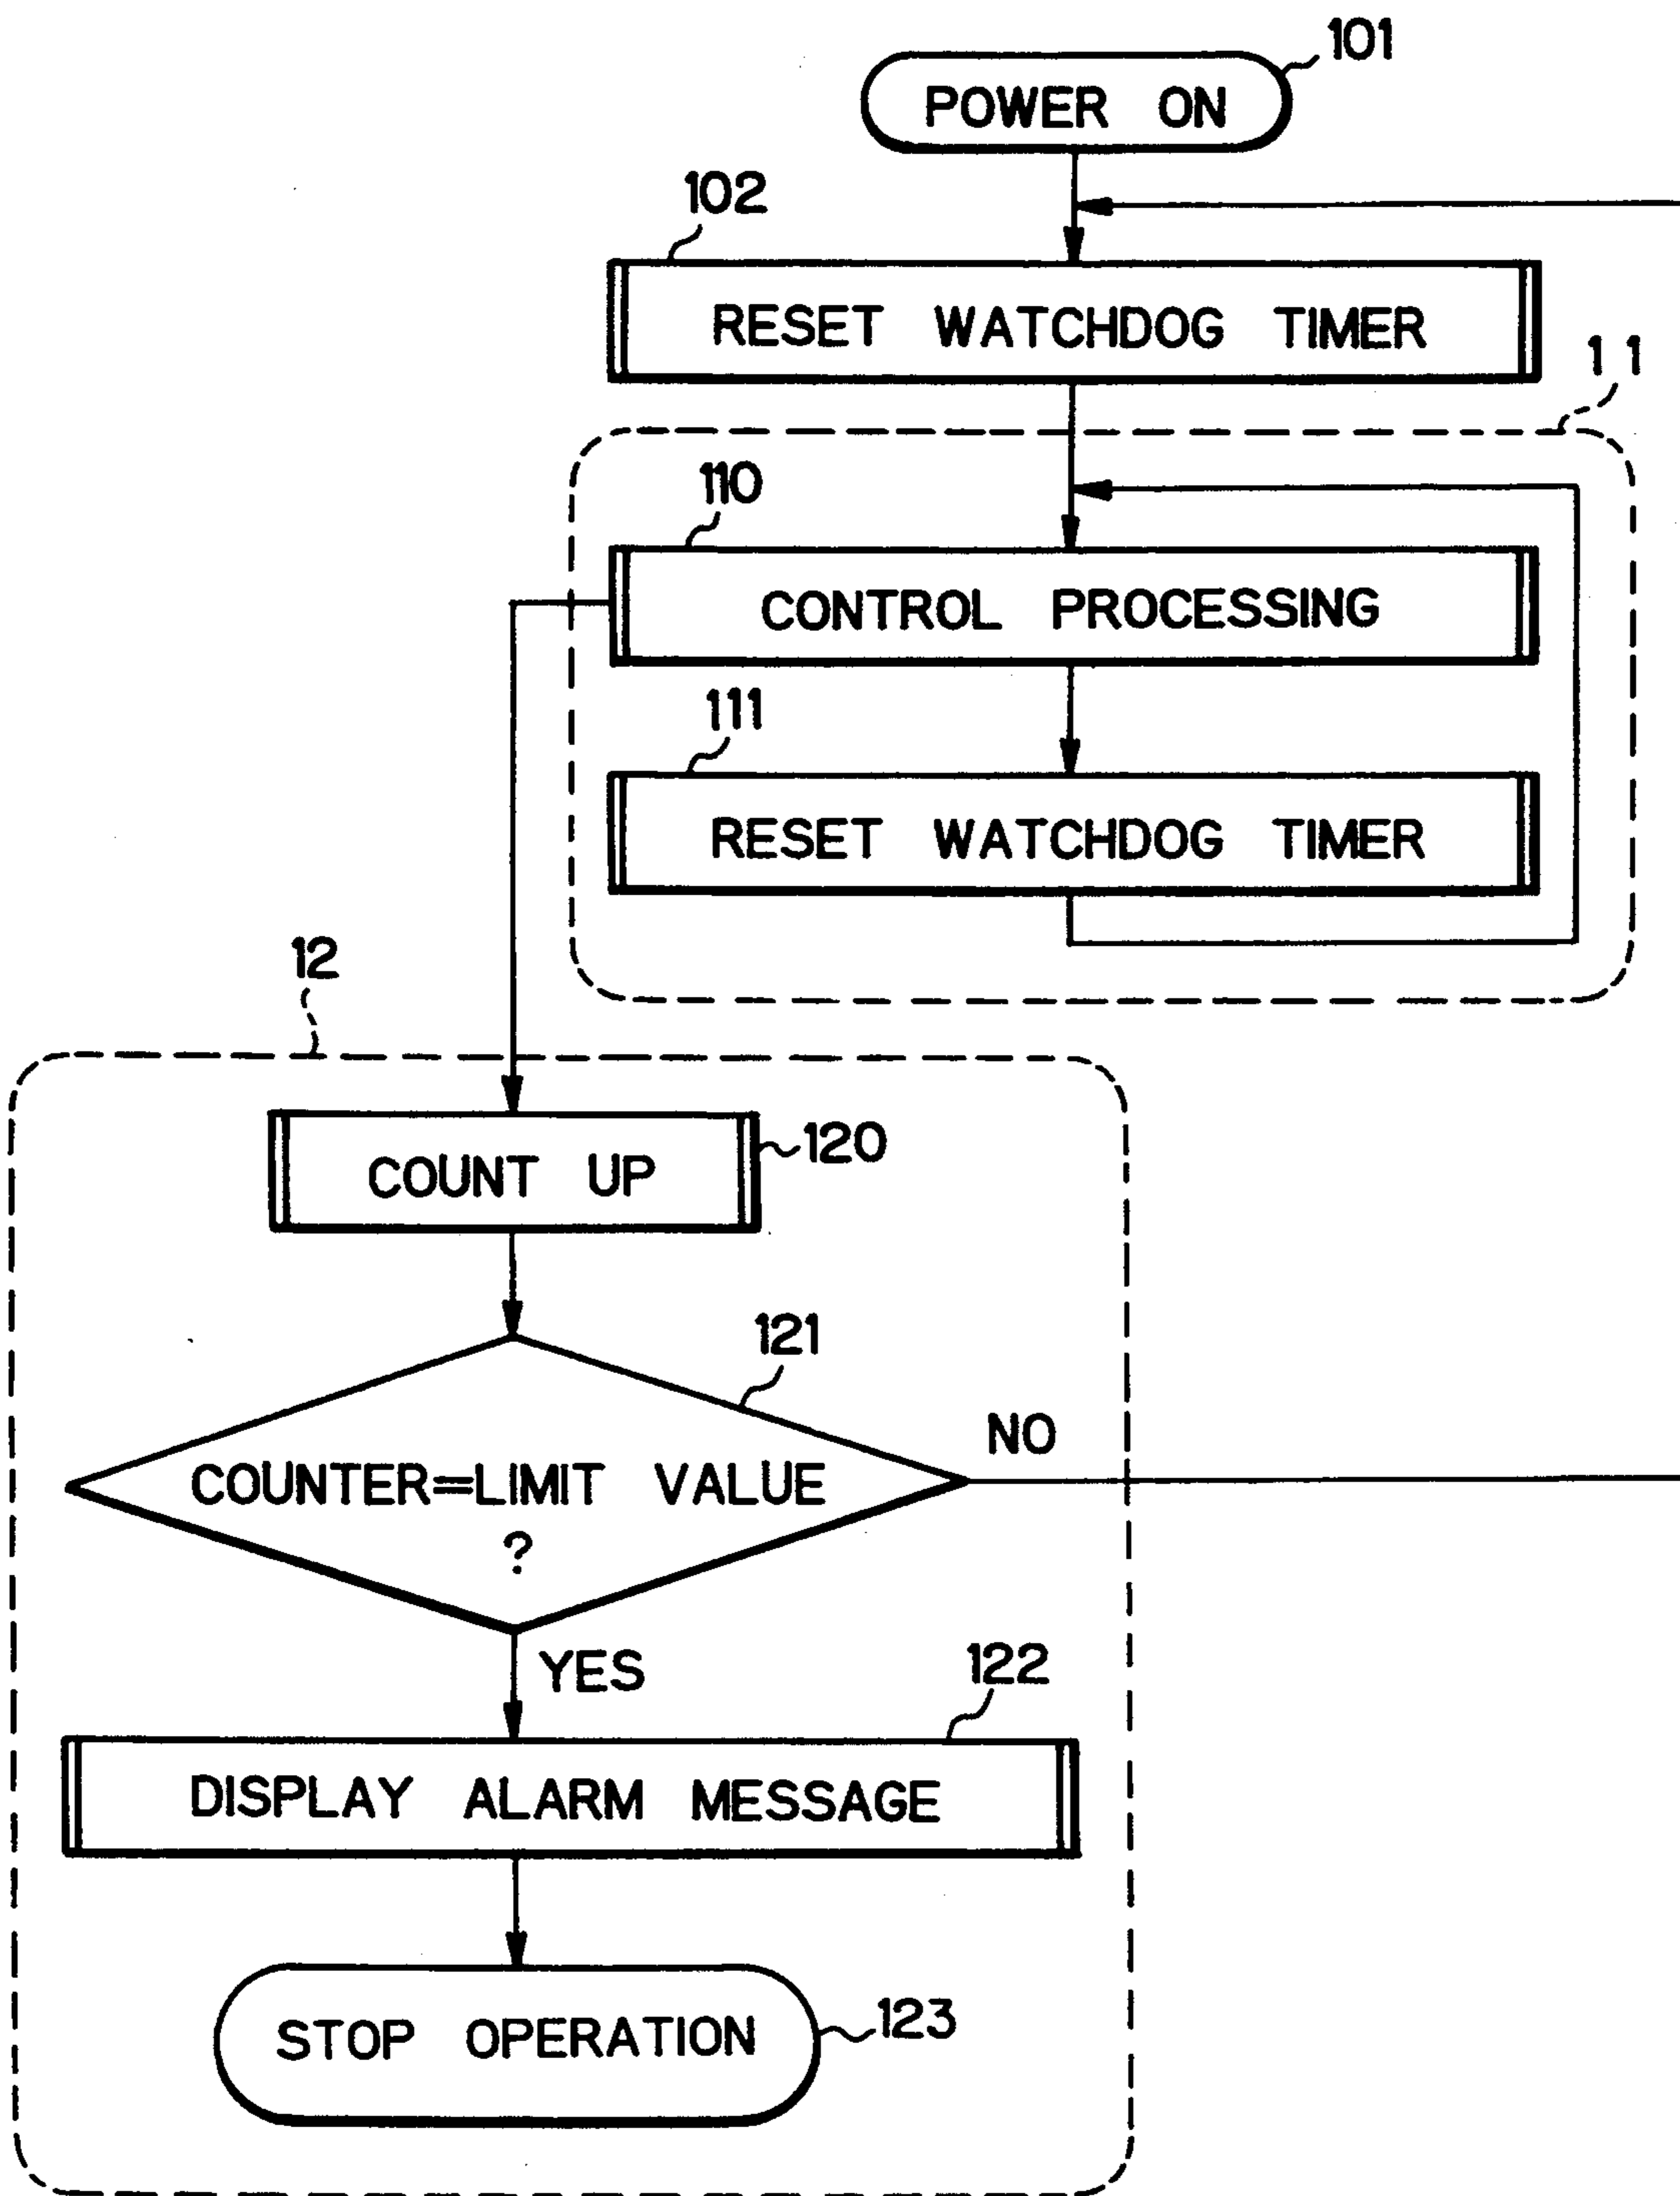 101
POWER ON
102
RESET WATCHDOG TIMER
11
110
CONTROL PROCESSING
111
RESET WATCHDOG TIMER
12
COUNT UP
120
121
COUNTER=LIMIT VALUE
?
NO
YES
122
DISPLAY ALARM MESSAGE
STOP OPERATION
123